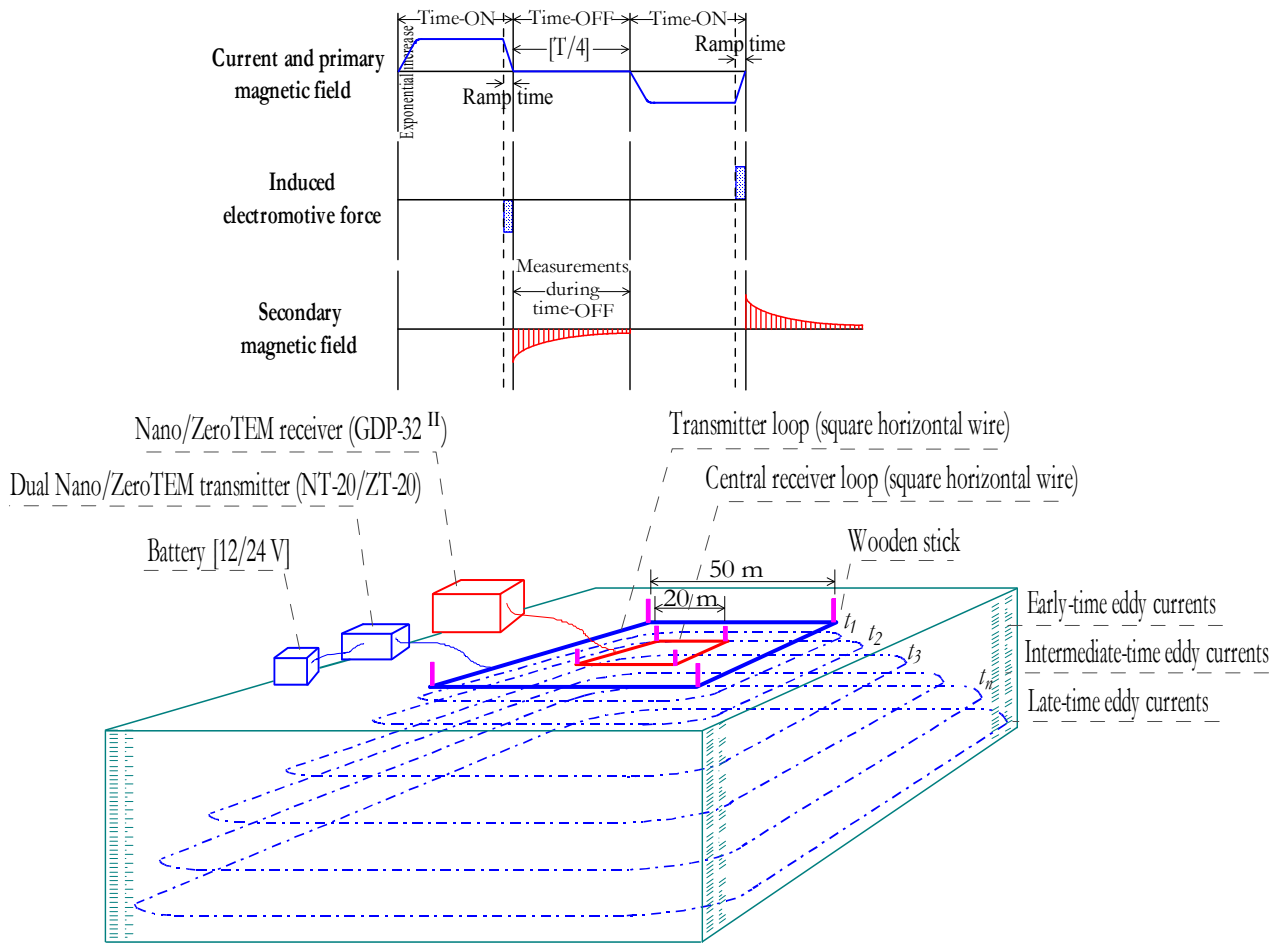 Time-ON
Time-OFF
Time-ON
[T/4]
Ramp time
Current and primary
magnetic field
Exponential increase
Ramp time
Induced
electromotive force
Measurements
during
time-OFF
Secondary
magnetic field
Nano/ZeroTEM receiver (GDP-32 II)
Transmitter loop (square horizontal wire)
Dual Nano/ZeroTEM transmitter (NT-20/ZT-20)
Central receiver loop (square horizontal wire)
Battery [12/24 V]
Wooden stick
50 m
20 m
t1
t2
t3
tn
Early-time eddy currents
Intermediate-time eddy currents
Late-time eddy currents